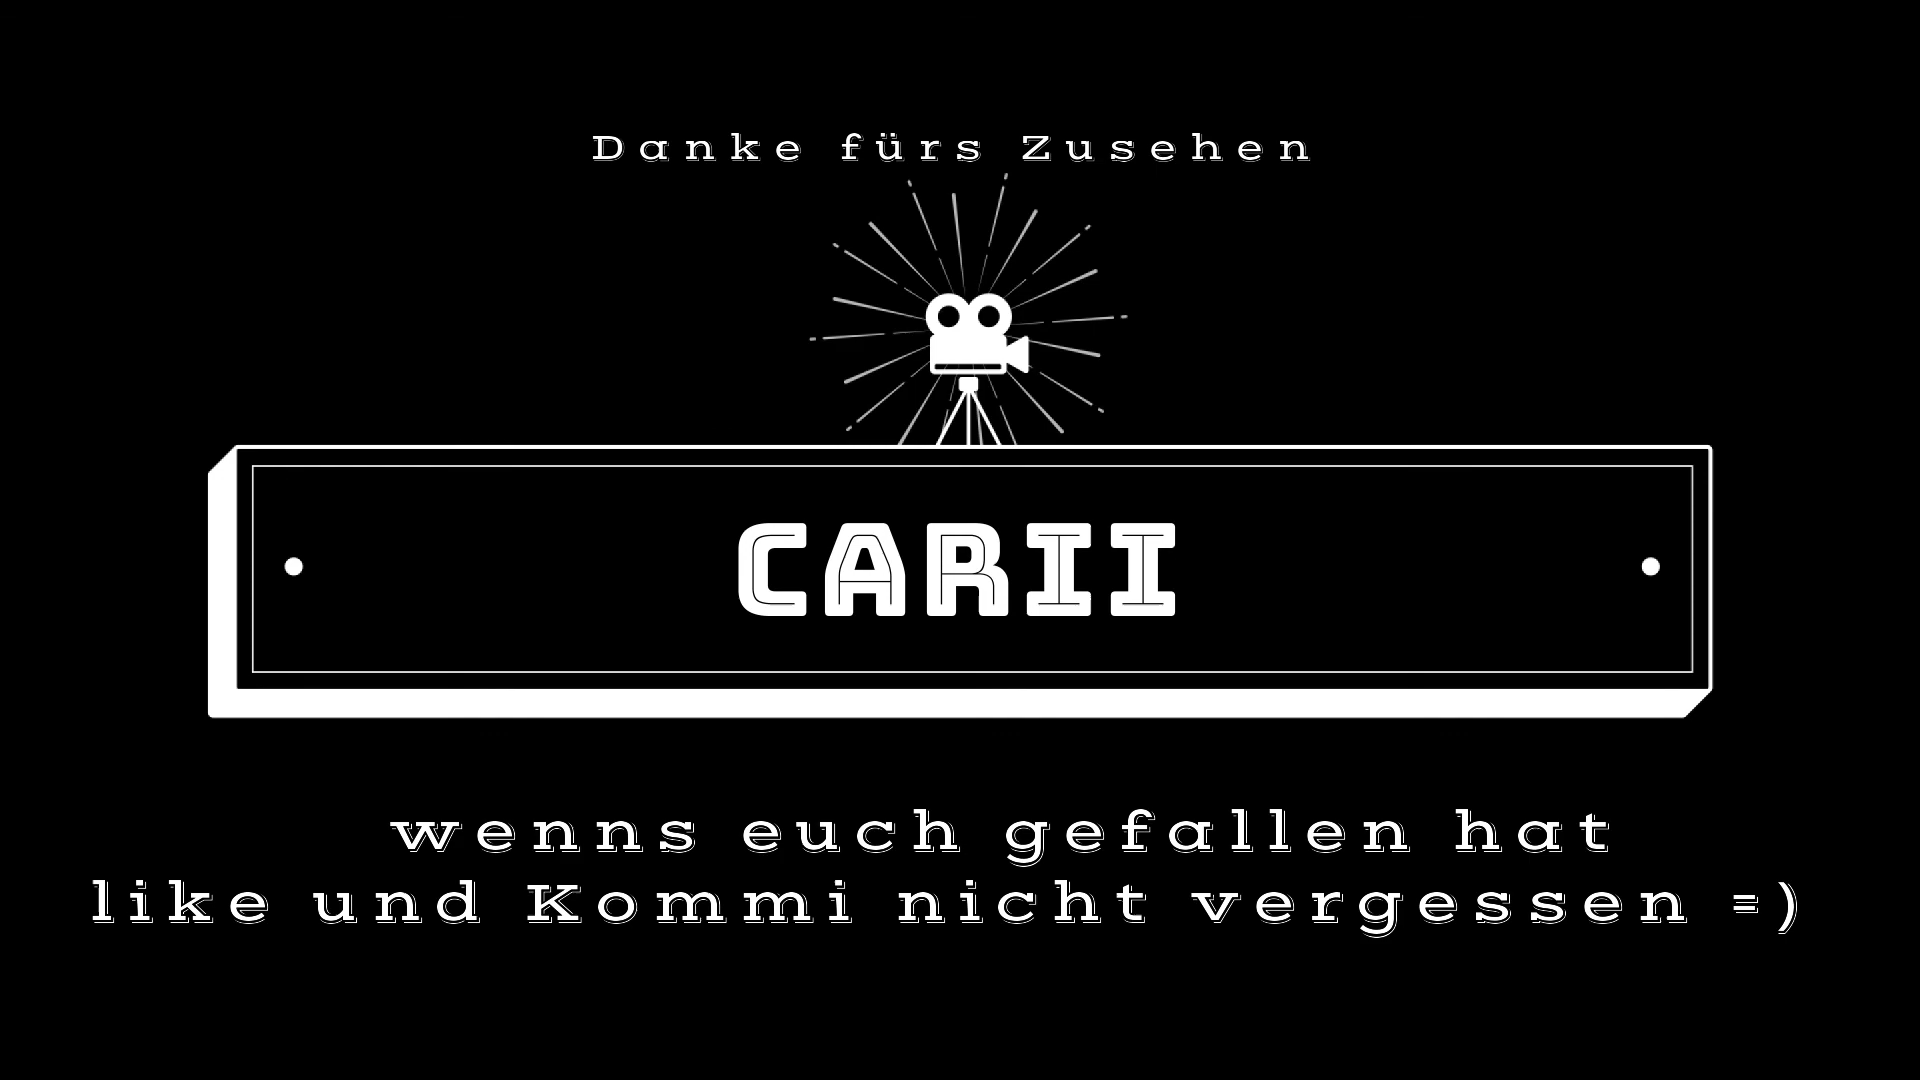 Danke fürs Zusehen
CARII
wenns euch gefallen hat
like und Kommi nicht vergessen =)